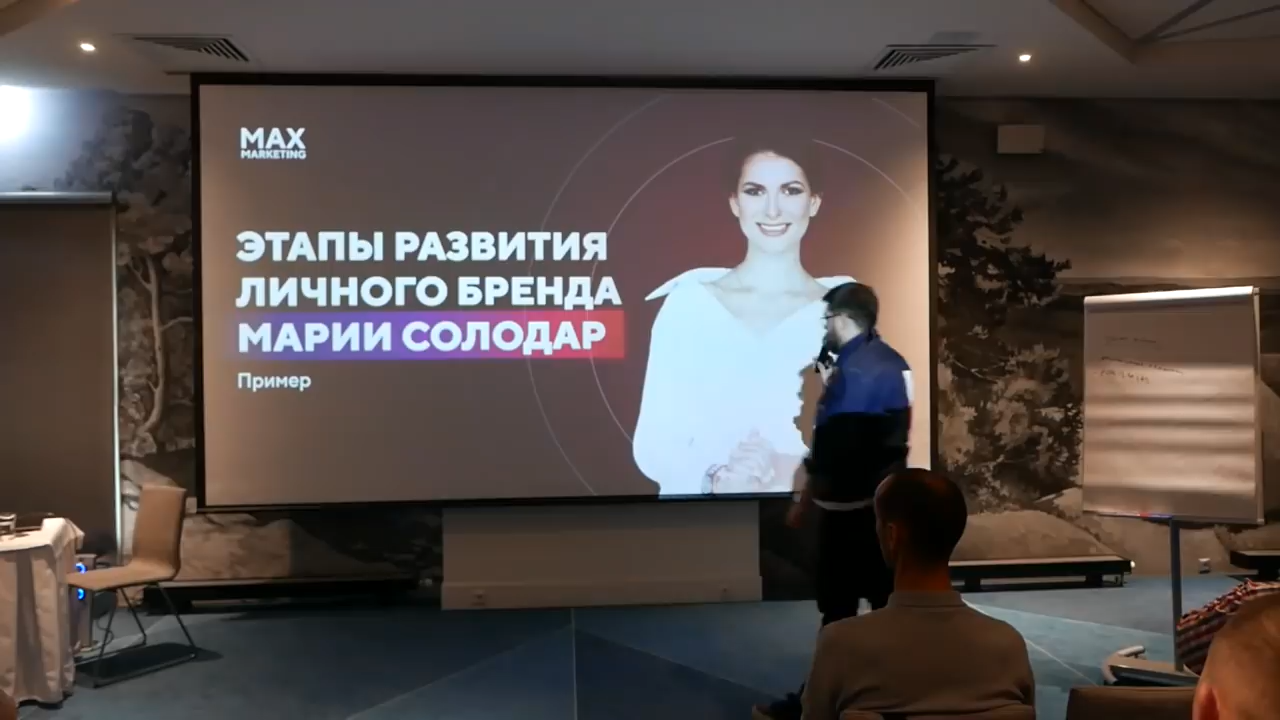 MAX
MARKETING
ЭТАПЫ РАЗВИТИЯ
ЛИЧНОГО БРЕНДА
МАРИИ СОЛОДАР
Пример